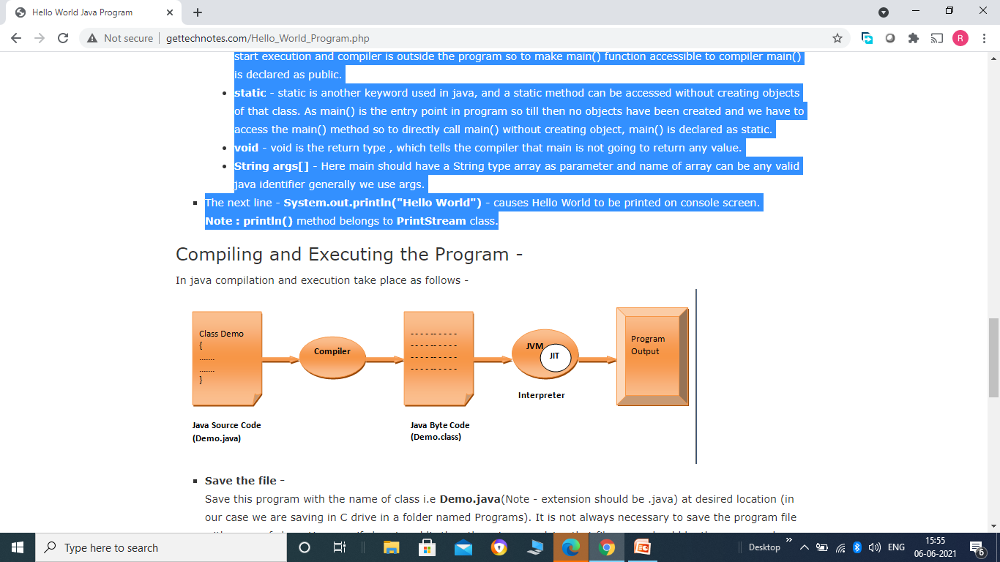 Hello World Java Program
Not secure
gettechnotes.com/Hello_World_Program.php
R
start execution and compiler is outside the program so to make main() function accessible to compiler main()
is declared as public.
static - static is another keyword used in java, and a static method can be accessed without creating objects
of that class. As main() is the entry point in program so till then no objects have been created and we have to
access the main() method so to directly call main() without creating object, main() is declared as static.
void - void is the return type , which tells the compiler that main is not going to return any value.
String args[] - Here main should have a String type array as parameter and name of array can be any valid
java identifier generally we use args.
The next line - System.out.println("Hello World") - causes Hello World to be printed on console screen.
Note : println() method belongs to PrintStream class.
Compiling and Executing the Program -
In java compilation and execution take place as follows -
Class Demo
{
.......
.......
}
Compiler
- - - - - - - - - -
- - - - - - - - - -
- - - - - - - - - -
- - - - - - - - - -
JVM
JIT
Program
Output
Interpreter
Java Source Code
(Demo.java)
Java Byte Code
(Demo.class)
Save the file -
Save this program with the name of class i.e Demo.java(Note - extension should be .java) at desired location (in
our case we are saving in C drive in a folder named Programs). It is not always necessary to save the program file
Type here to search
Desktop
ENG
15:55
06-06-2021
6